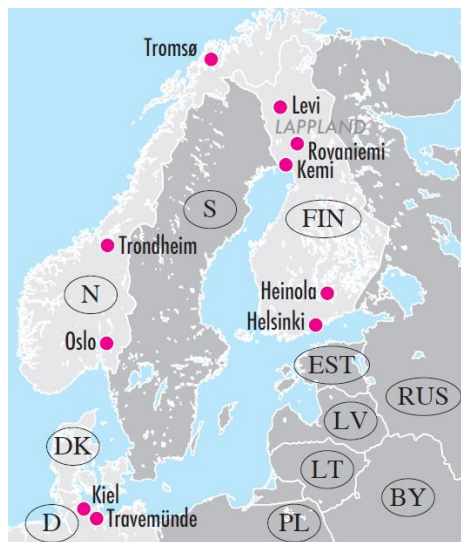 Tromsø
Levi
LAPPLAND
Rovaniemi
Kemi
S
FIN
Trondheim
N
Heinola
Helsinki
Oslo
EST
RUS
LV
DK
LT
BY
Kiel
D
Travemünde
PL